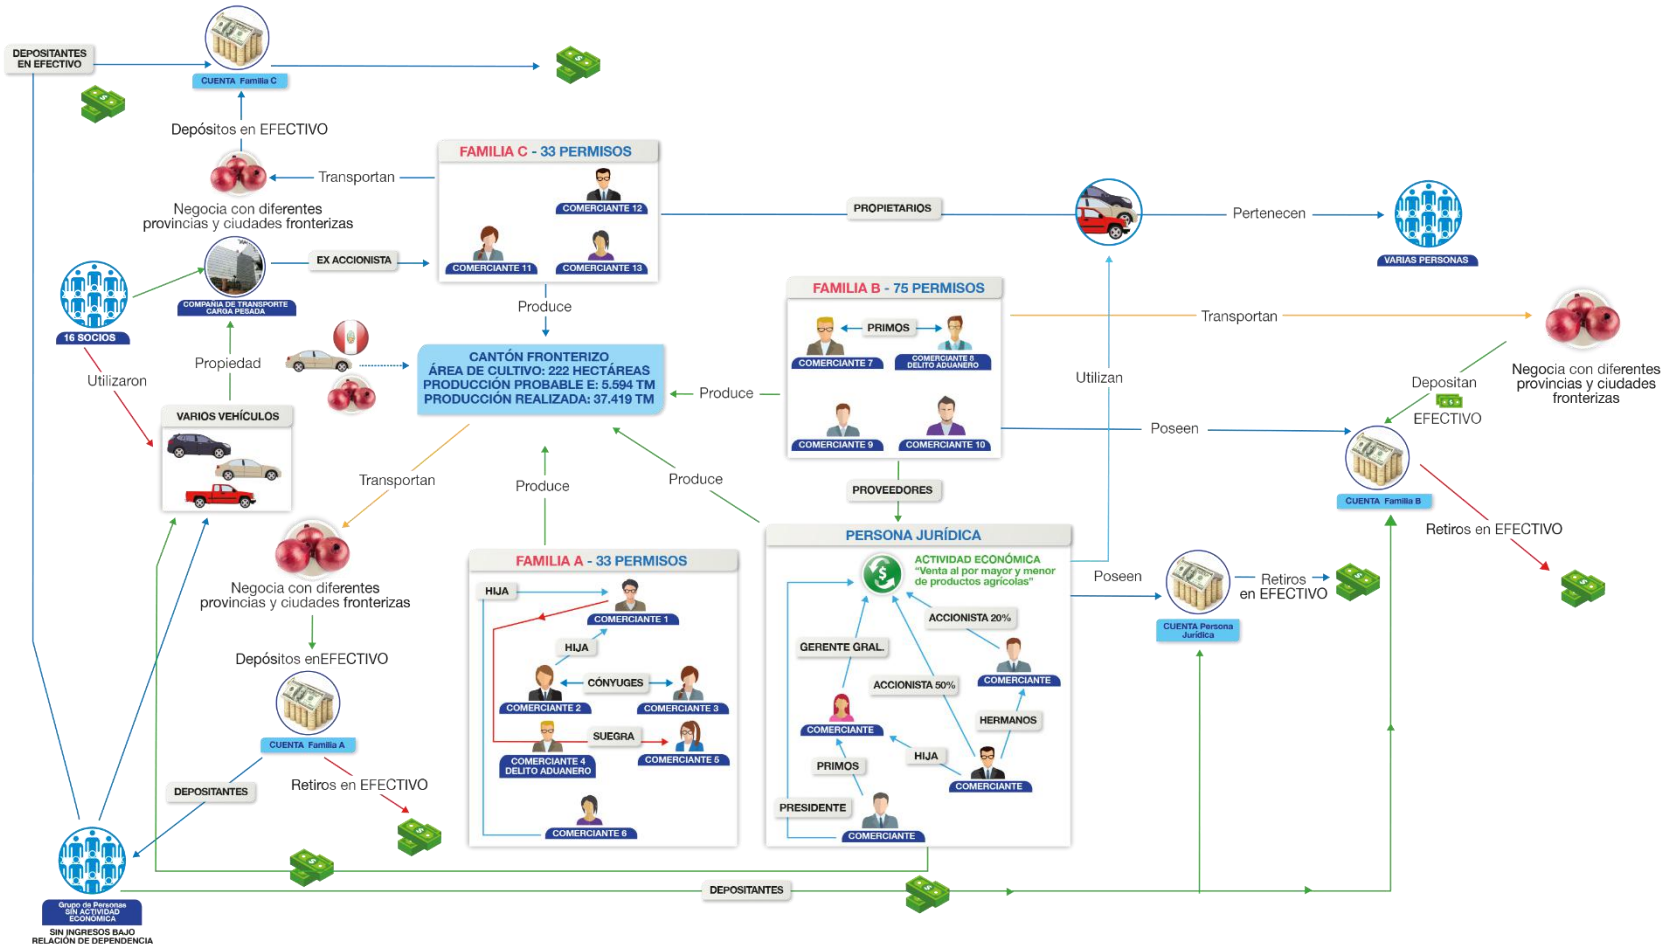 DEPOSITANTES
EN EFECTIVO
CUENTA Familia C
Depósitos en EFECTIVO
Transportan
Negocia con diferentes
provincias y ciudades fronterizas
FAMILIA C - 33 PERMISOS
COMERCIANTE 12
COMERCIANTE 11
COMERCIANTE 13
PROPIETARIOS
Pertenecen
VARIAS PERSONAS
16 SOCIOS
COMPAÑIA DE TRANSPORTE
CARGA PESADA
EX ACCIONISTA
Produce
Utilizaron
Propiedad
VARIOS VEHÍCULOS
CANTÓN FRONTERIZO
ÁREA DE CULTIVO: 222 HECTÁREAS
PRODUCCIÓN PROBABLE E: 5.594 TM
PRODUCCIÓN REALIZADA: 37.419 TM
FAMILIA B - 75 PERMISOS
PRIMOS
COMERCIANTE 7
COMERCIANTE 8
DELITO ADUANERO
COMERCIANTE 9
COMERCIANTE 10
Produce
Utilizan
Transportan
Negocia con diferentes
provincias y ciudades
fronterizas
Depositan
EFECTIVO
Poseen
CUENTA Familia B
Retiros en EFECTIVO
PROVEEDORES
Transportan
Produce
Produce
Negocia con diferentes
provincias y ciudades fronterizas
Depósitos enEFECTIVO
CUENTA Familia A
DEPOSITANTES
Retiros en EFECTIVO
FAMILIA A - 33 PERMISOS
HIJA
COMERCIANTE 1
HIJA
CÓNYUGES
COMERCIANTE 2
COMERCIANTE 3
SUEGRA
COMERCIANTE 4
DELITO ADUANERO
COMERCIANTE 5
COMERCIANTE 6
PERSONA JURÍDICA
ACTIVIDAD ECONÓMICA
"Venta al por mayor y menor
de productos agrícolas"
ACCIONISTA 20%
GERENTE GRAL.
COMERCIANTE
ACCIONISTA 50%
HERMANOS
COMERCIANTE
HIJA
PRIMOS
COMERCIANTE
PRESIDENTE
COMERCIANTE
Poseen
CUENTA Persona
Jurídica
Retiros
en EFECTIVO
DEPOSITANTES
Grupo de Personas
SIN ACTIVIDAD
ECONÓMICA
SIN INGRESOS BAJO
RELACIÓN DE DEPENDENCIA